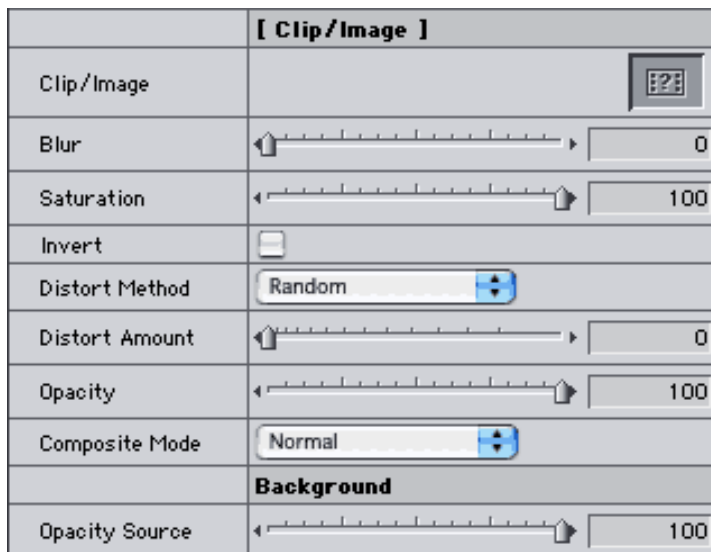 [ Clip/Image ]
Clip/Image ?
Blur 0
Saturation 100
Invert
Distort Method Random
Distort Amount 0
Opacity 100
Composite Mode Normal
Background
Opacity Source 100